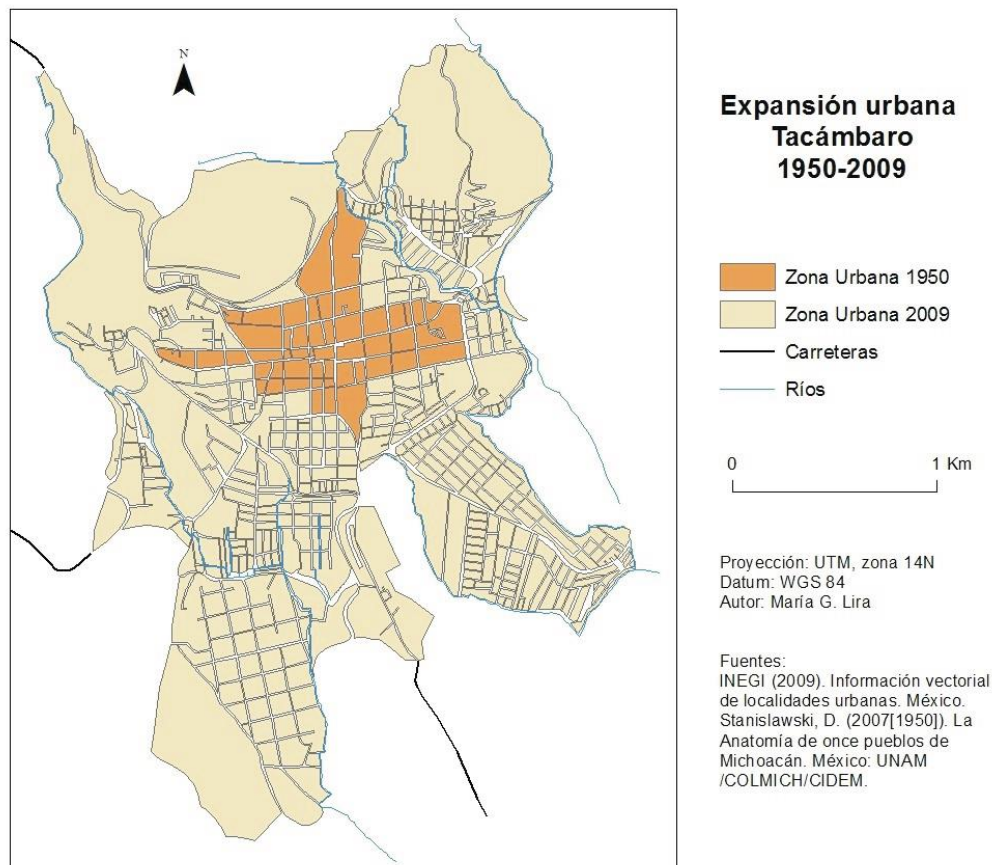 N
Expansión urbana
Tacámbaro
1950-2009
Zona Urbana 1950
Zona Urbana 2009
Carreteras
Ríos
0 1 Km
Proyección: UTM, zona 14N
Datum: WGS 84
Autor: María G. Lira
Fuentes:
INEGI (2009). Información vectorial
de localidades urbanas. México.
Stanislawski, D. (2007[1950]). La
Anatomía de once pueblos de
Michoacán. México: UNAM
/COLMICH/CIDEM.